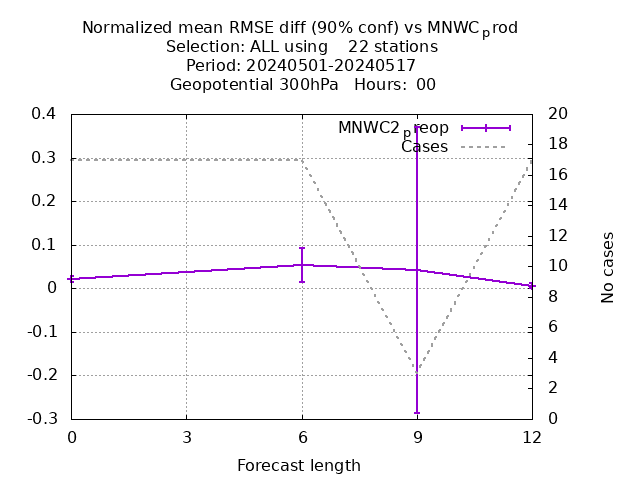 Normalized mean RMSE diff (90% conf) vs MNWCprod
Selection: ALL using    22 stations
Period: 20240501-20240517
Geopotential 300hPa   Hours:  00
MNWC2preop
Cases
0.4
0.3
0.2
0.1
0
-0.1
-0.2
-0.3
20
18
16
14
12
10
8
6
4
2
0
No cases
0 3 6 9 12
Forecast length